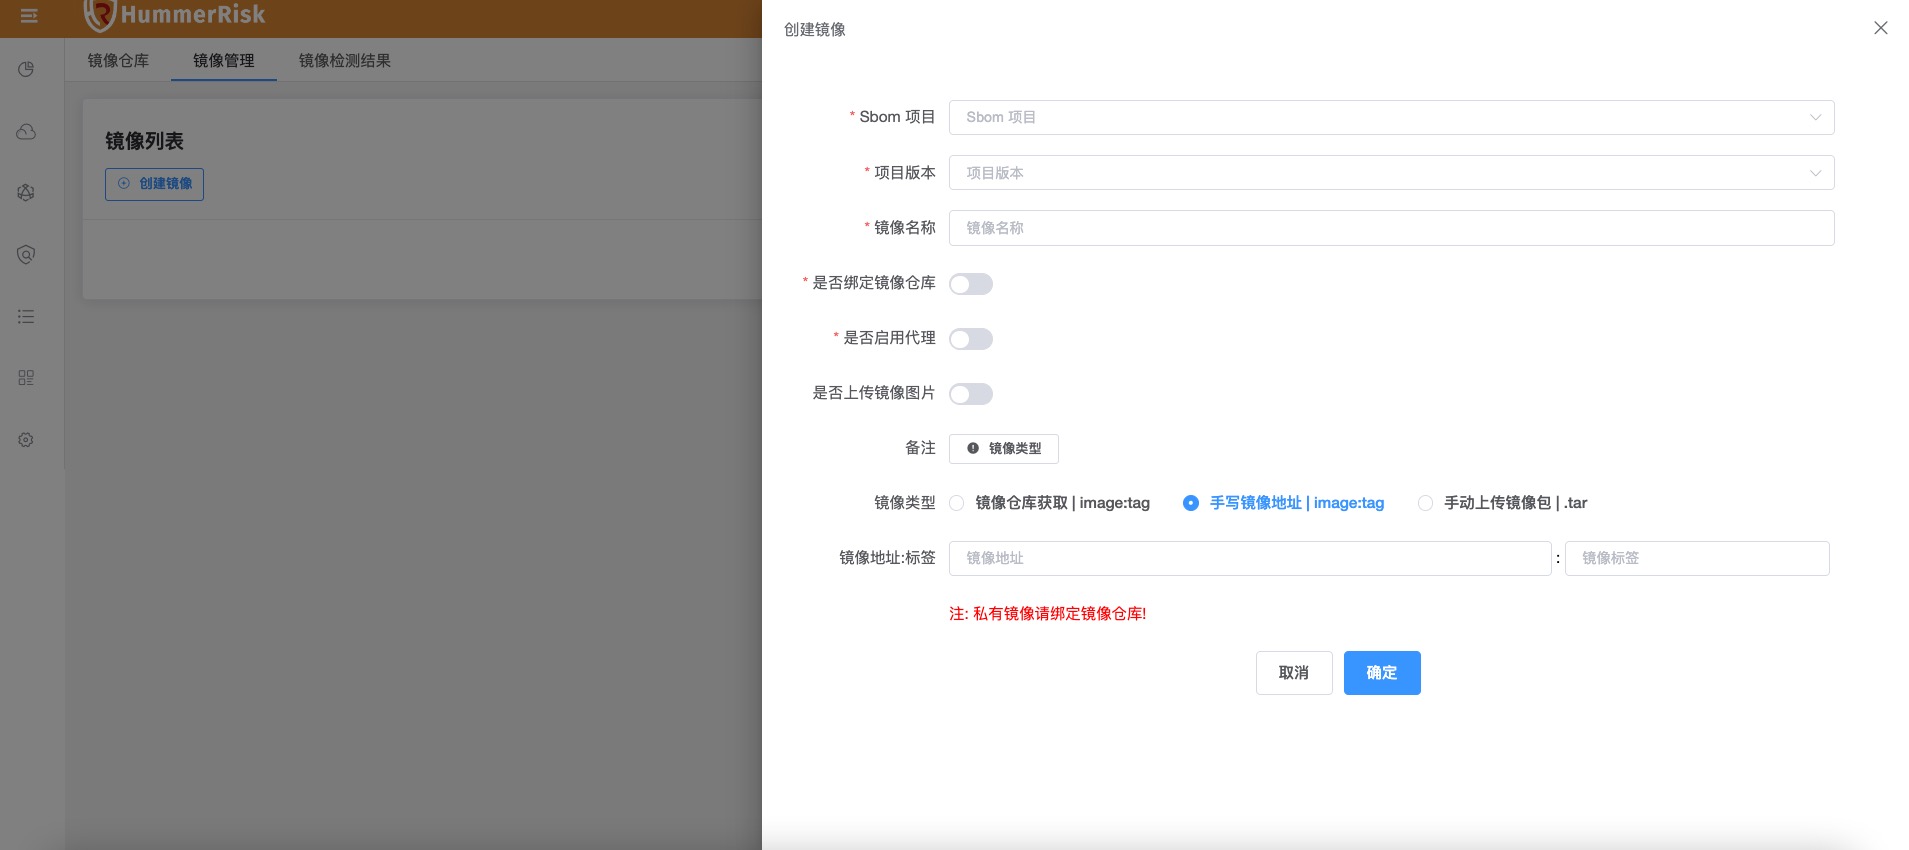 HummerRisk
镜像仓库 镜像管理 镜像检测结果
镜像列表
创建镜像
创建镜像
* Sbom 项目 Sbom 项目
* 项目版本 项目版本
* 镜像名称 镜像名称
* 是否绑定镜像仓库
* 是否启用代理
是否上传镜像图片
备注 镜像类型
镜像类型 镜像仓库获取 | image:tag 手写镜像地址 | image:tag 手动上传镜像包 | .tar
镜像地址:标签 镜像地址 : 镜像标签
注: 私有镜像请绑定镜像仓库!
取消 确定